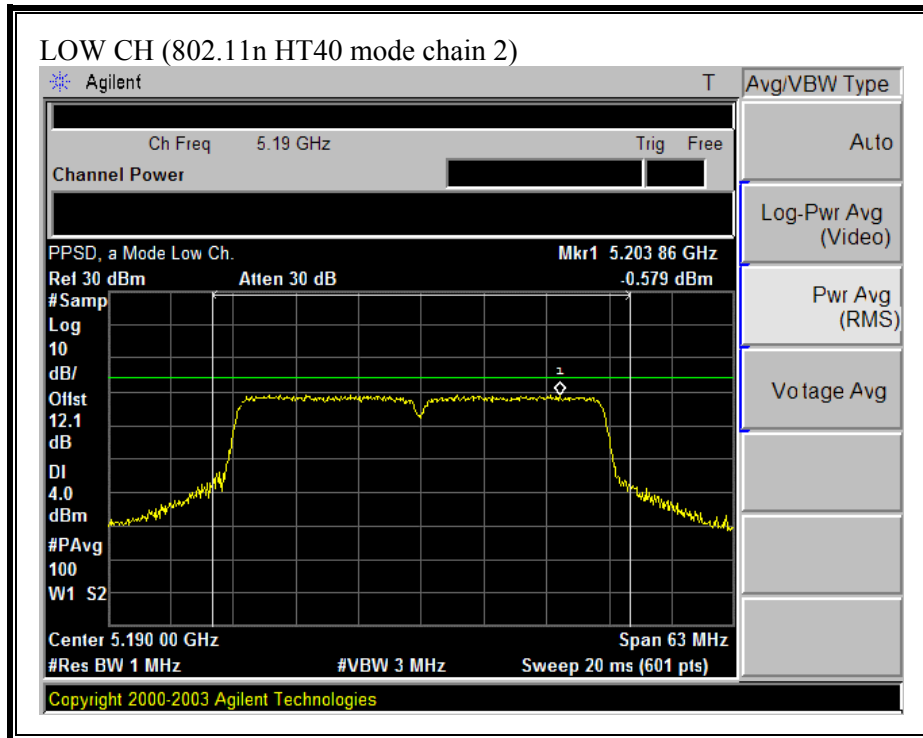 LOW CH (802.11n HT40 mode chain 2)
Agilent T
Avg/VBW Type
Ch Freq 5.19 GHz Trig Free
Auto
Channel Power
Log-Pwr Avg
(Video)
PPSD, a Mode Low Ch. Mkr1 5.203 86 GHz
Ref 30 dBm Atten 30 dB -0.579 dBm
Pwr Avg
(RMS)
#Samp
Log
10
dB/
1
Offst
12.1
dB
Voltage Avg
DI
4.0
dBm
#PAvg
100
W1 S2
Center 5.190 00 GHz Span 63 MHz
#Res BW 1 MHz #VBW 3 MHz Sweep 20 ms (601 pts)
Copyright 2000-2003 Agilent Technologies